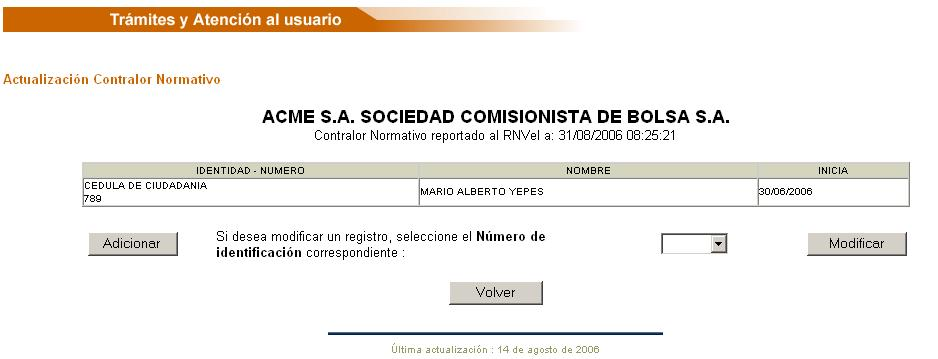 Trámites y Atención al usuario
Actualización Contralor Normativo
ACME S.A. SOCIEDAD COMISIONISTA DE BOLSA S.A.
Contralor Normativo reportado al RNVel a: 31/08/2006 08:25:21
IDENTIDAD - NUMERO NOMBRE INICIA
CEDULA DE CIUDADANIA
789 MARIO ALBERTO YEPES 30/06/2006
Adicionar Si desea modificar un registro, seleccione el Número de Modificar
identificación correspondiente :
Volver
Última actualización : 14 de agosto de 2006